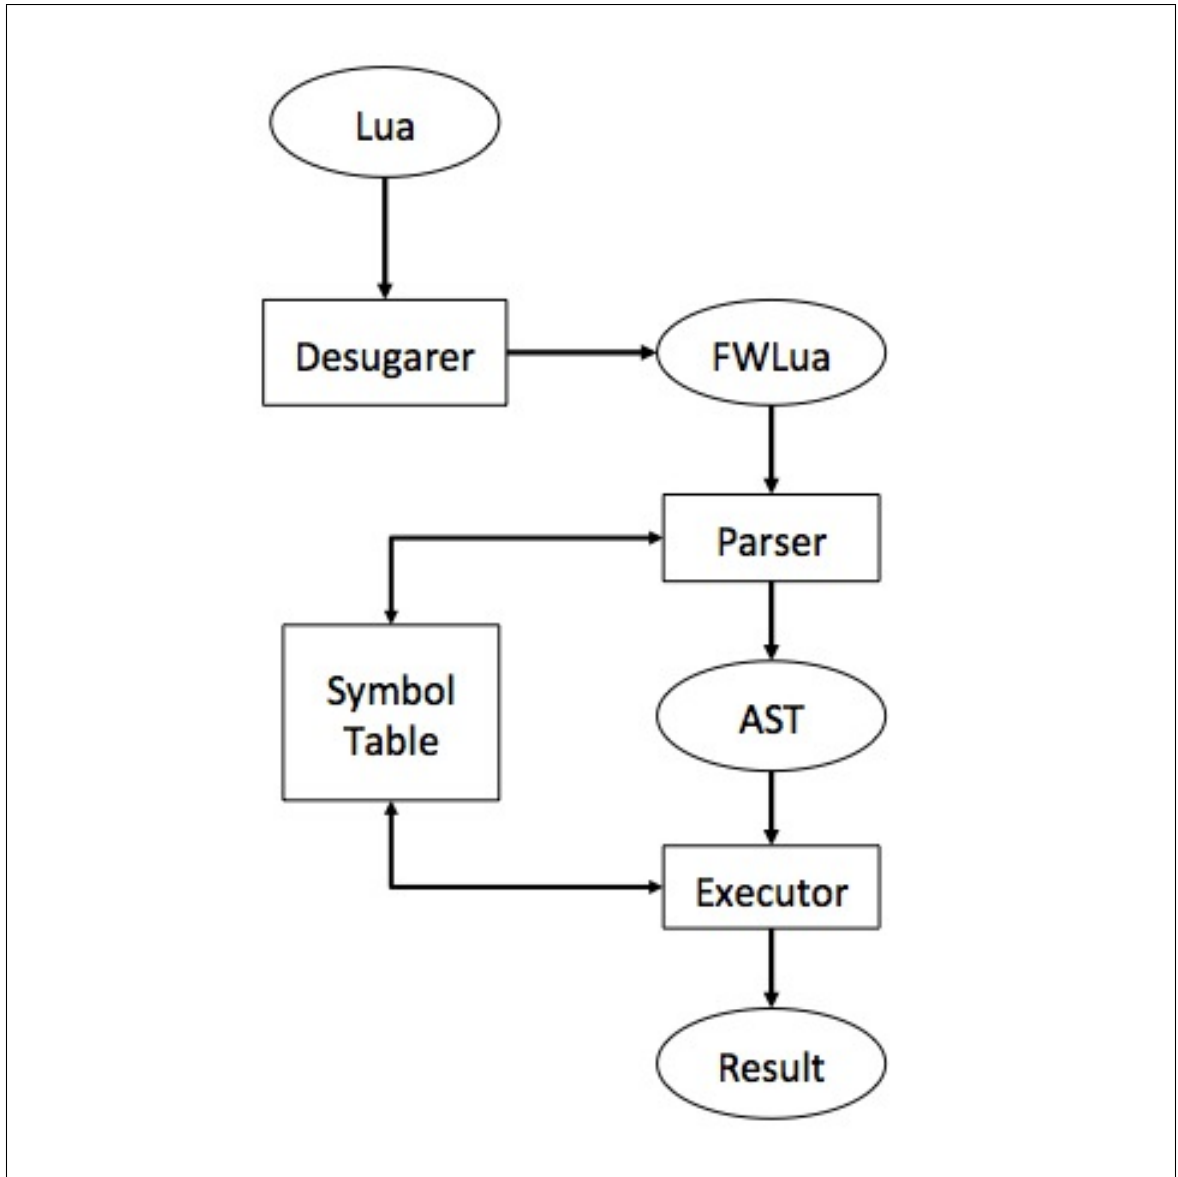 Lua
Desugarer
FWLua
Parser
Symbol
Table
AST
Executor
Result